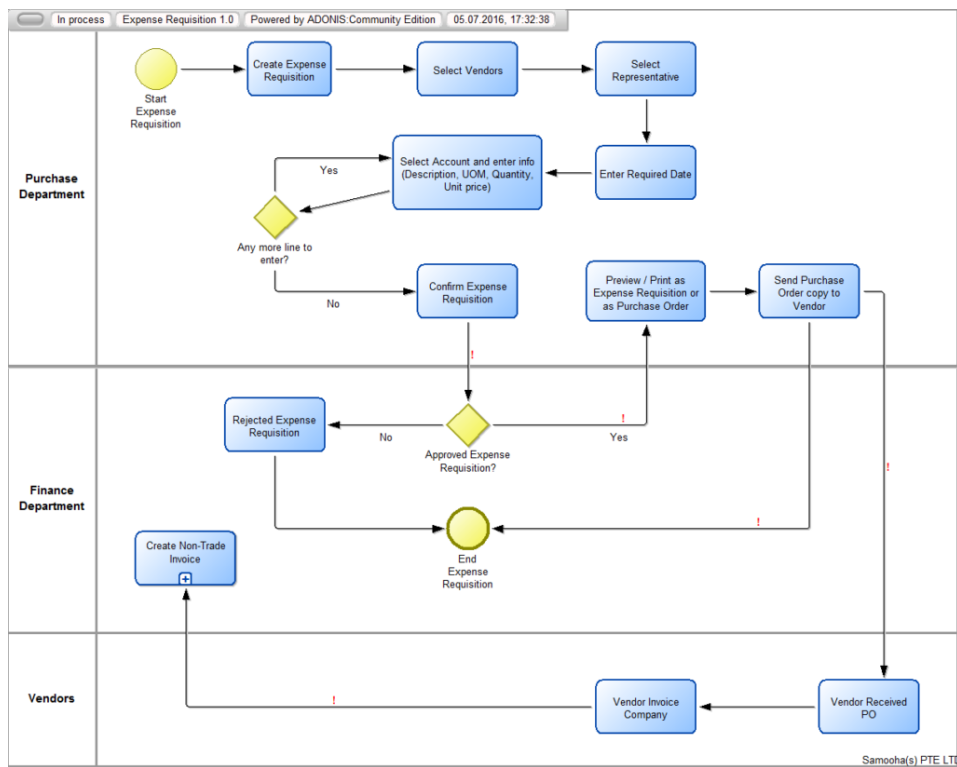 In process
Expense Requisition 1.0
Powered by ADONIS:Community Edition
05.07.2016, 17:32:38
Purchase
Department
Start
Expense
Requisition
Create Expense
Requisition
Select Vendors
Select
Representative
Yes
Select Account and enter info
(Description, UOM, Quantity,
Unit price)
Enter Required Date
Any more line to
enter?
No
Confirm Expense
Requisition
Preview / Print as
Expense Requisition or
as Purchase Order
Send Purchase
Order copy to
Vendor
!
Finance
Department
Rejected Expense
Requisition
No
Approved Expense
Requisition?
!
Yes
!
!
End
Expense
Requisition
Create Non-Trade
Invoice
+
Vendors
!
Vendor Invoice
Company
Vendor Received
PO
Samooha(s) PTE LTD